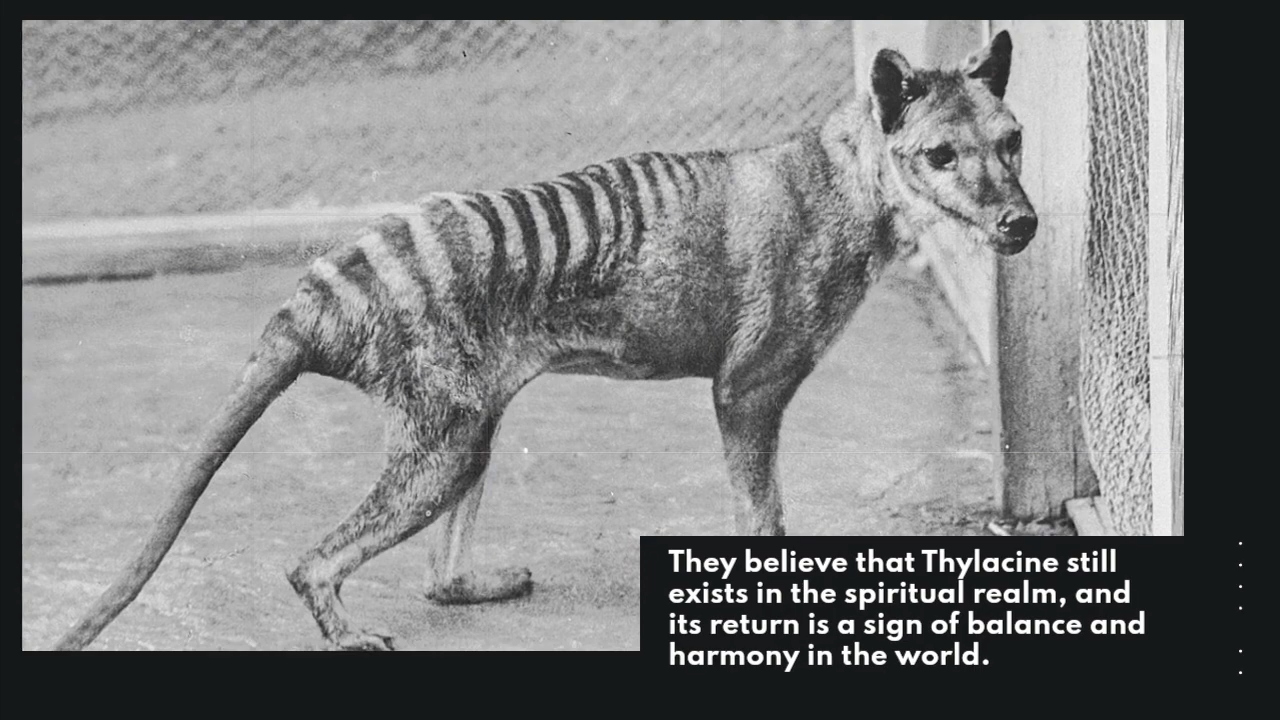 They believe that Thylacine still
exists in the spiritual realm, and
its return is a sign of balance and
harmony in the world.